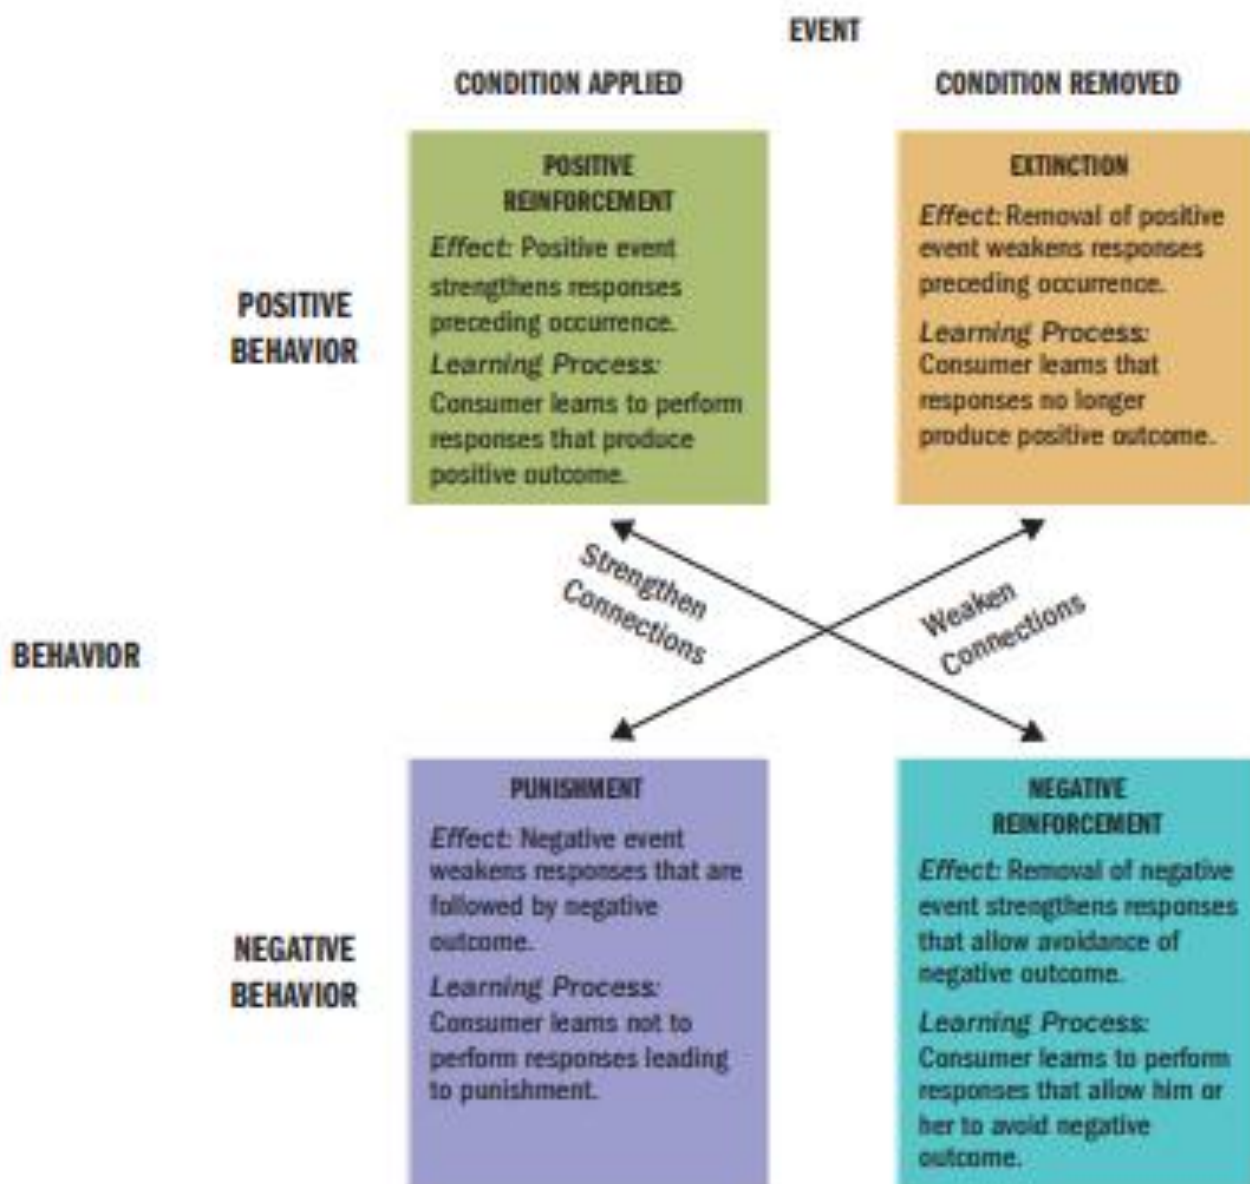 EVENT
CONDITION APPLIED
CONDITION REMOVED
POSITIVE
BEHAVIOR
POSITIVE
REINFORCEMENT
Effect: Positive event
strengthens responses
preceding occurrence.
Learning Process:
Consumer learns to perform
responses that produce
positive outcome.
EXTINCTION
Effect: Removal of positive
event weakens responses
preceding occurrence.
Learning Process:
Consumer learns that
responses no longer
produce positive outcome.
BEHAVIOR
Strengthen
Connections
Weaken
Connections
NEGATIVE
BEHAVIOR
PUNISHMENT
Effect: Negative event
weakens responses that are
followed by negative
outcome.
Learning Process:
Consumer learns not to
perform responses leading
to punishment.
NEGATIVE
REINFORCEMENT
Effect: Removal of negative
event strengthens responses
that allow avoidance of
negative outcome.
Learning Process:
Consumer learns to perform
responses that allow him or
her to avoid negative
outcome.